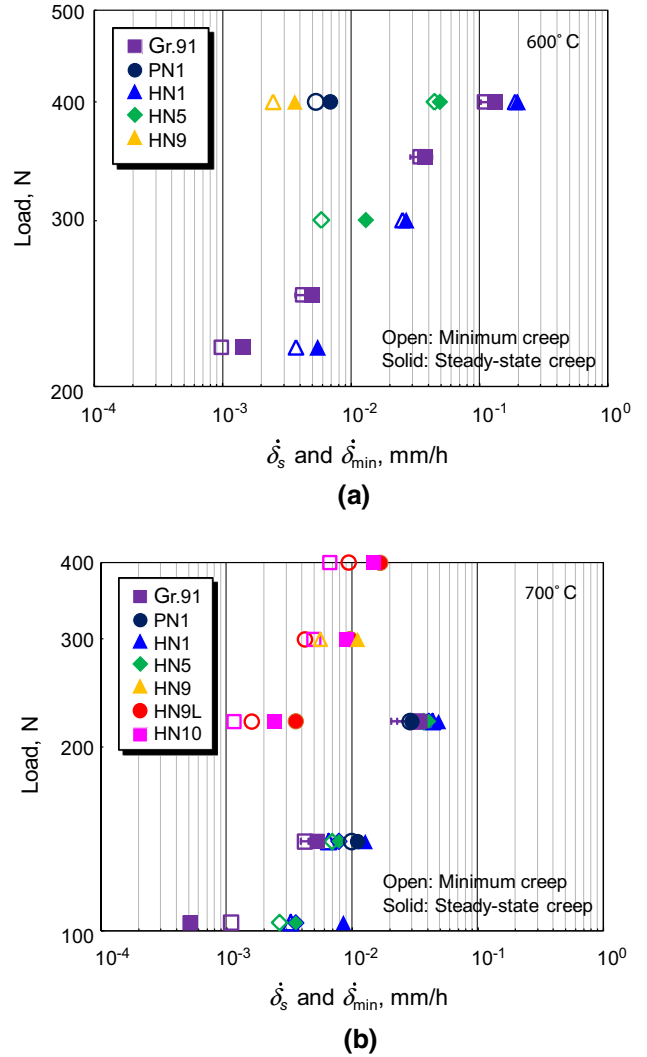 600°C
Gr.91
PN1
HN1
HN5
HN9
Load, N
400
300
200
Open: Minimum creep
Solid: Steady-state creep
10⁻⁴ 10⁻³ 10⁻² 10⁻¹ 10⁰
δ̇ₛ and δ̇ₘᵢₙ, mm/h
(a)
700°C
Gr.91
PN1
HN1
HN5
HN9
HN9L
HN10
Load, N
400
300
200
100
Open: Minimum creep
Solid: Steady-state creep
10⁻⁴ 10⁻³ 10⁻² 10⁻¹ 10⁰
δ̇ₛ and δ̇ₘᵢₙ, mm/h
(b)